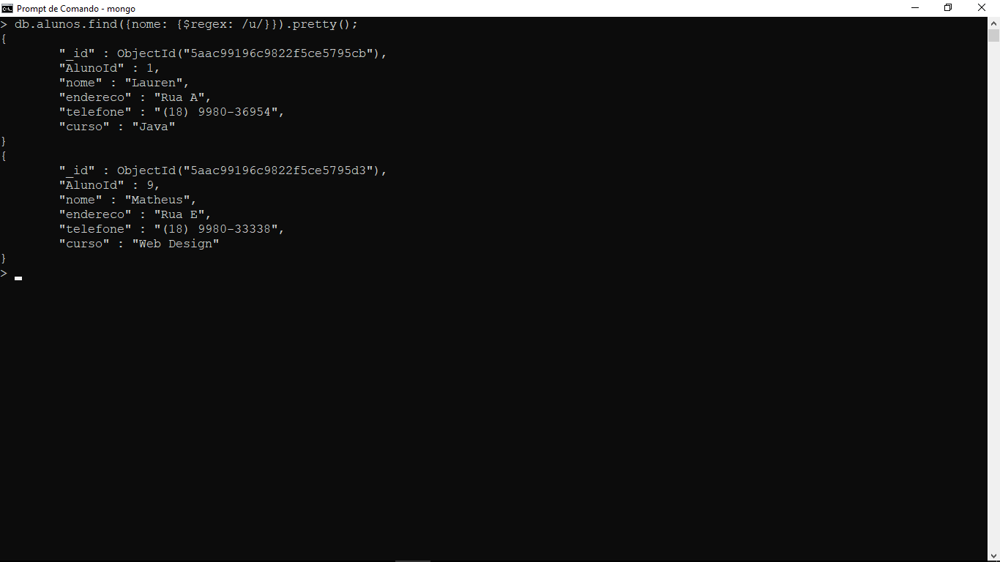 Prompt de Comando - mongo
> db.alunos.find({nome: {$regex: /u/}}).pretty();
{
        "_id" : ObjectId("5aac99196c9822f5ce5795cb"),
        "AlunoId" : 1,
        "nome" : "Lauren",
        "endereco" : "Rua A",
        "telefone" : "(18) 9980-36954",
        "curso" : "Java"
}
{
        "_id" : ObjectId("5aac99196c9822f5ce5795d3"),
        "AlunoId" : 9,
        "nome" : "Matheus",
        "endereco" : "Rua E",
        "telefone" : "(18) 9980-33338",
        "curso" : "Web Design"
}
>